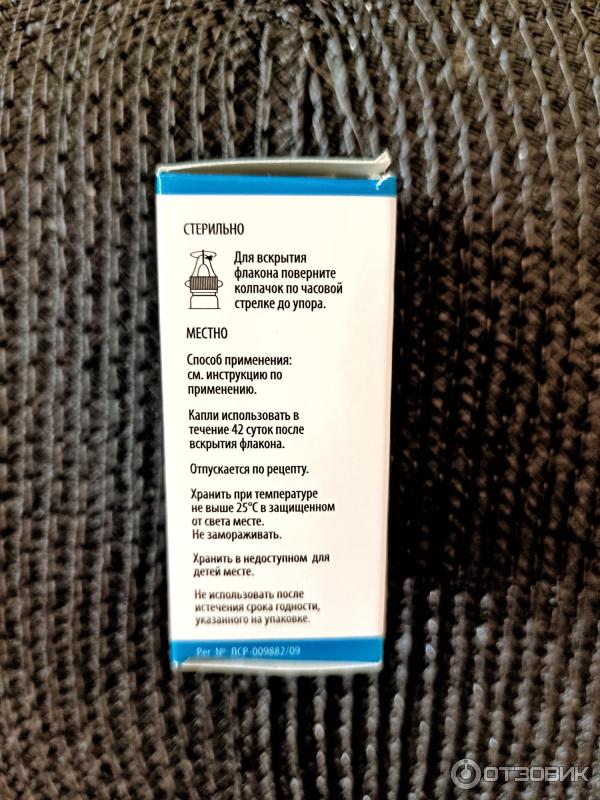 СТЕРИЛЬНО
Для вскрытия
флакона поверните
колпачок по часовой
стрелке до упора.
МЕСТНО
Способ применения:
см. инструкцию по
применению.
Капли использовать в
течение 42 суток после
вскрытия флакона.
Отпускается по рецепту.
Хранить при температуре
не выше 25°С в защищенном
от света месте.
Не замораживать.
Хранить в недоступном для
детей месте.
Не использовать после
истечения срока годности,
указанного на упаковке.
Рег. №: ЛСР-009882/09
ОТЗОВИК